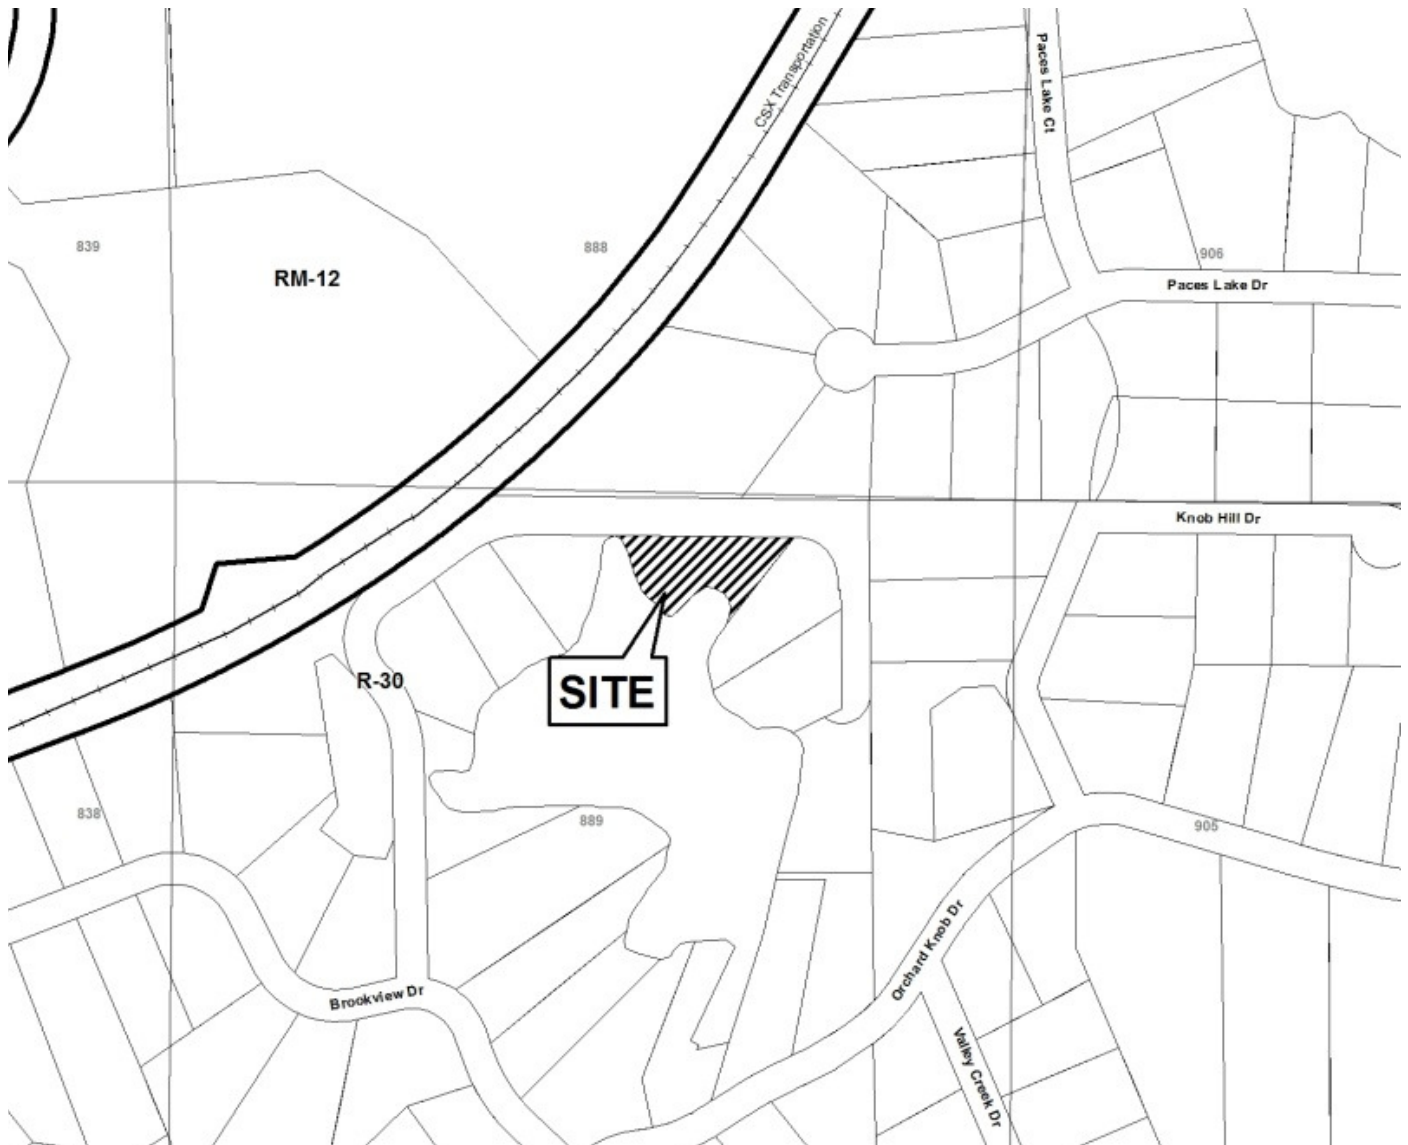 CSX Transportation
Paces Lake Ct
839
888
906
RM-12
Paces Lake Dr
Knob Hill Dr
R-30
SITE
838
889
905
Orchard Knob Dr
Brookview Dr
Valley Creek Dr